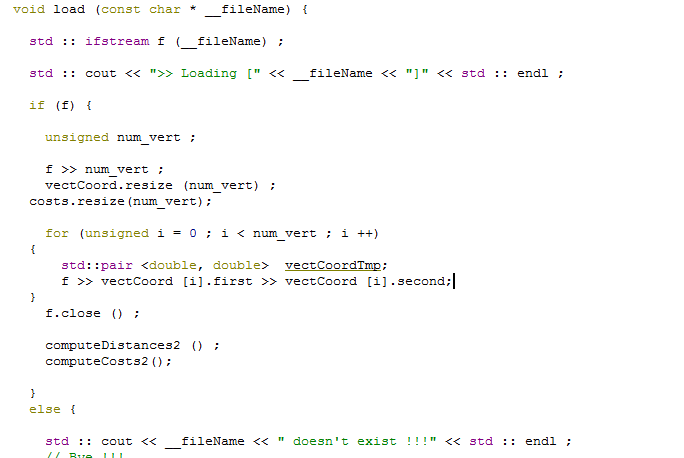 void load (const char * __fileName) {
std :: ifstream f (__fileName) ;
std :: cout << ">> Loading [" << __fileName << "]" << std :: endl ;
if (f) {
unsigned num_vert ;
f >> num_vert ;
vectCoord.resize (num_vert) ;
costs.resize(num_vert);
for (unsigned i = 0 ; i < num_vert ; i ++)
{
std::pair <double, double>  vectCoordTmp;
f >> vectCoord [i].first >> vectCoord [i].second;
}
f.close () ;
computeDistances2 () ;
computeCosts2();
}
else {
std :: cout << __fileName << " doesn't exist !!!" << std :: endl ;
// Bye !!!